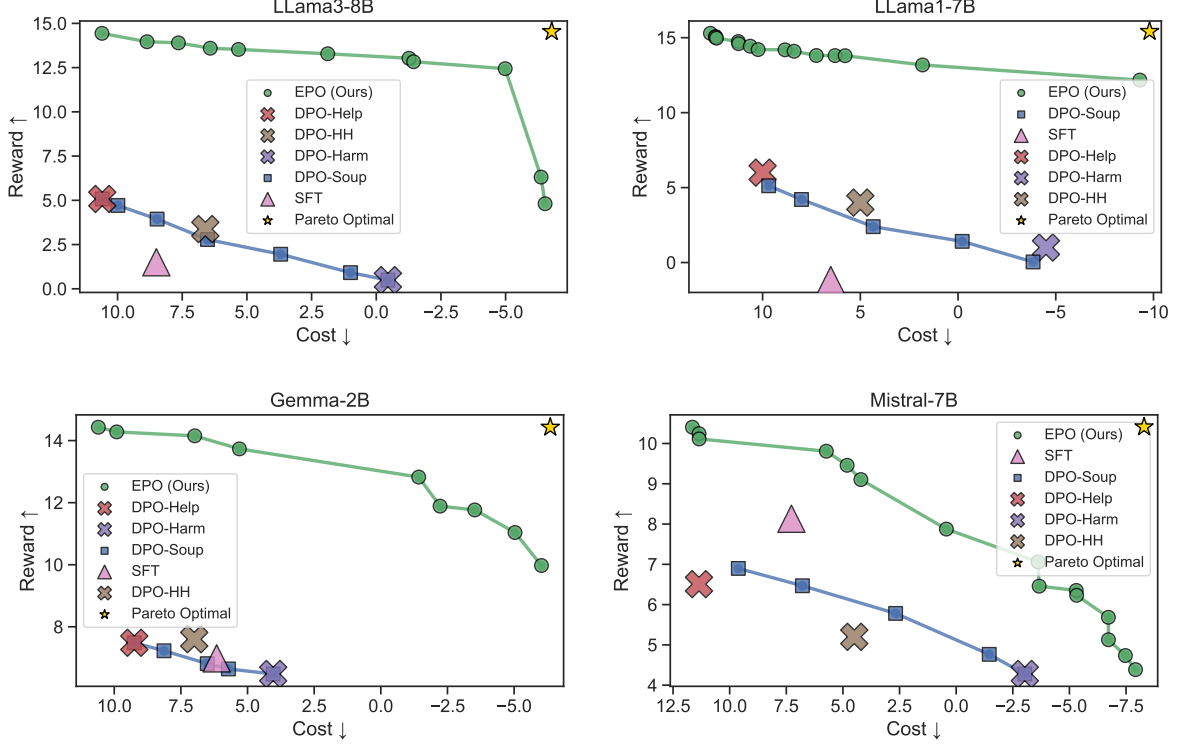 LLama3-8B
15.0
12.5
10.0
7.5
5.0
2.5
0.0
Reward ↑
EPO (Ours)
DPO-Help
DPO-HH
DPO-Harm
DPO-Soup
SFT
Pareto Optimal
10.0 7.5 5.0 2.5 0.0 −2.5 −5.0
Cost ↓
LLama1-7B
15
10
5
0
Reward ↑
EPO (Ours)
DPO-Soup
SFT
DPO-Help
DPO-Harm
DPO-HH
Pareto Optimal
10 5 0 −5 −10
Cost ↓
Gemma-2B
14
12
10
8
Reward ↑
EPO (Ours)
DPO-Help
DPO-Harm
DPO-Soup
SFT
DPO-HH
Pareto Optimal
10.0 7.5 5.0 2.5 0.0 −2.5 −5.0
Cost ↓
Mistral-7B
10
9
8
7
6
5
4
Reward ↑
EPO (Ours)
SFT
DPO-Soup
DPO-Help
DPO-Harm
DPO-HH
Pareto Optimal
12.5 10.0 7.5 5.0 2.5 0.0 −2.5 −5.0 −7.5
Cost ↓